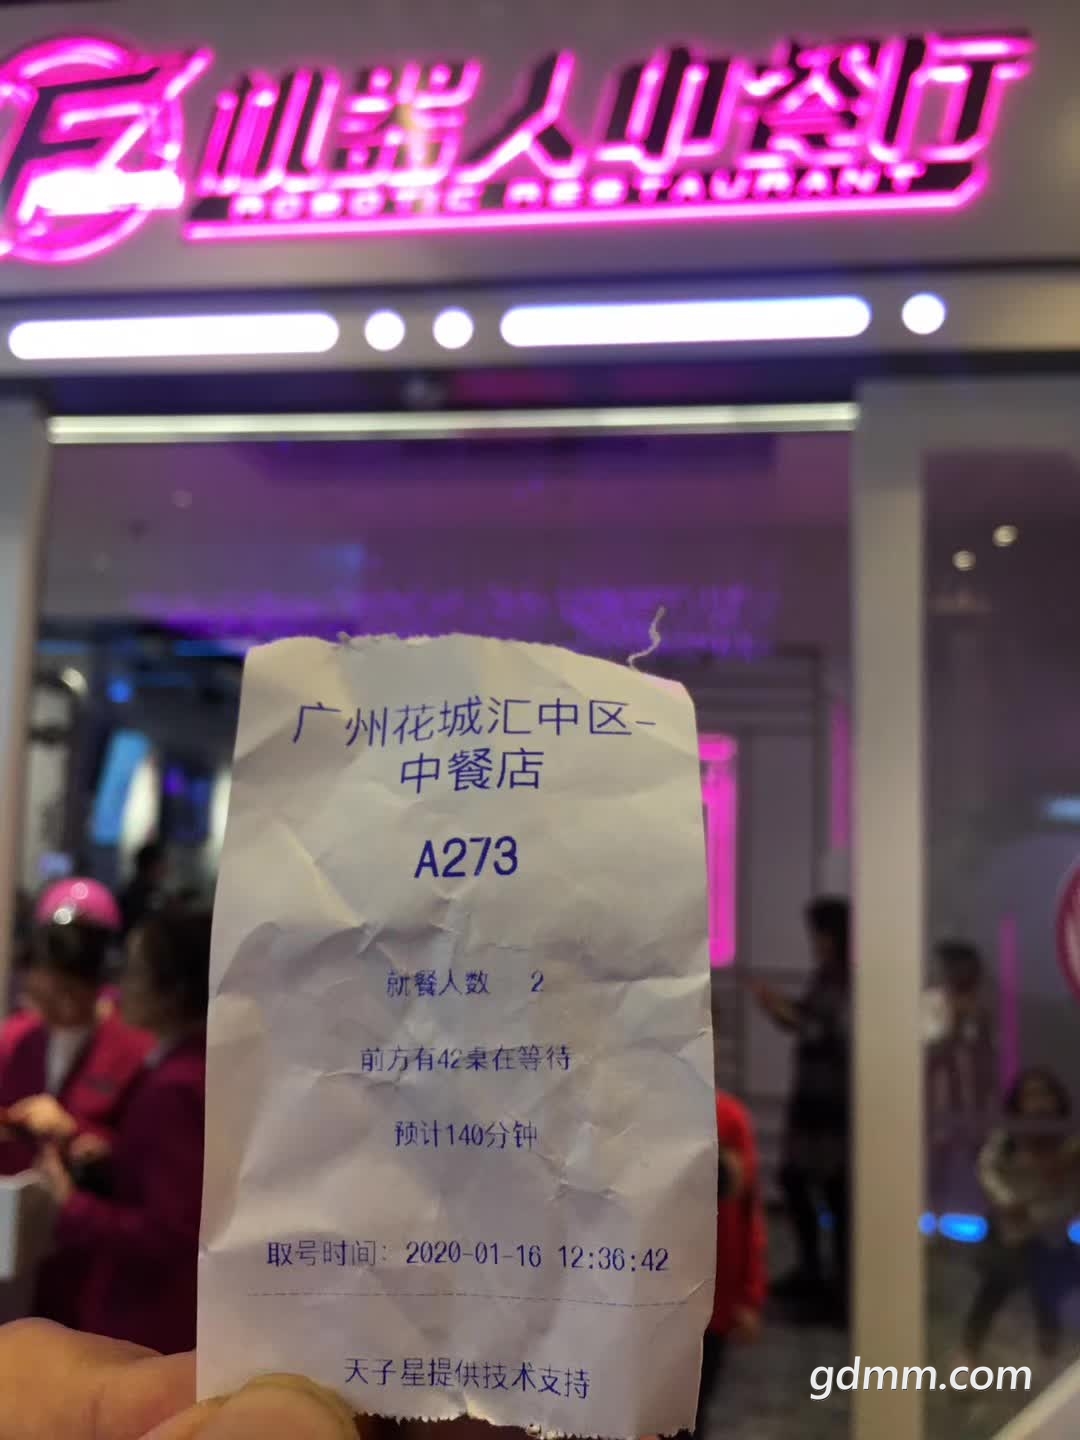 FZ
机器人中餐厅
ROBOTIC RESTAURANT
广州花城汇中区-
中餐店
A273
就餐人数 2
前方有42桌在等待
预计140分钟
取号时间: 2020-01-16 12:36:42
天子星提供技术支持
gdmm.com